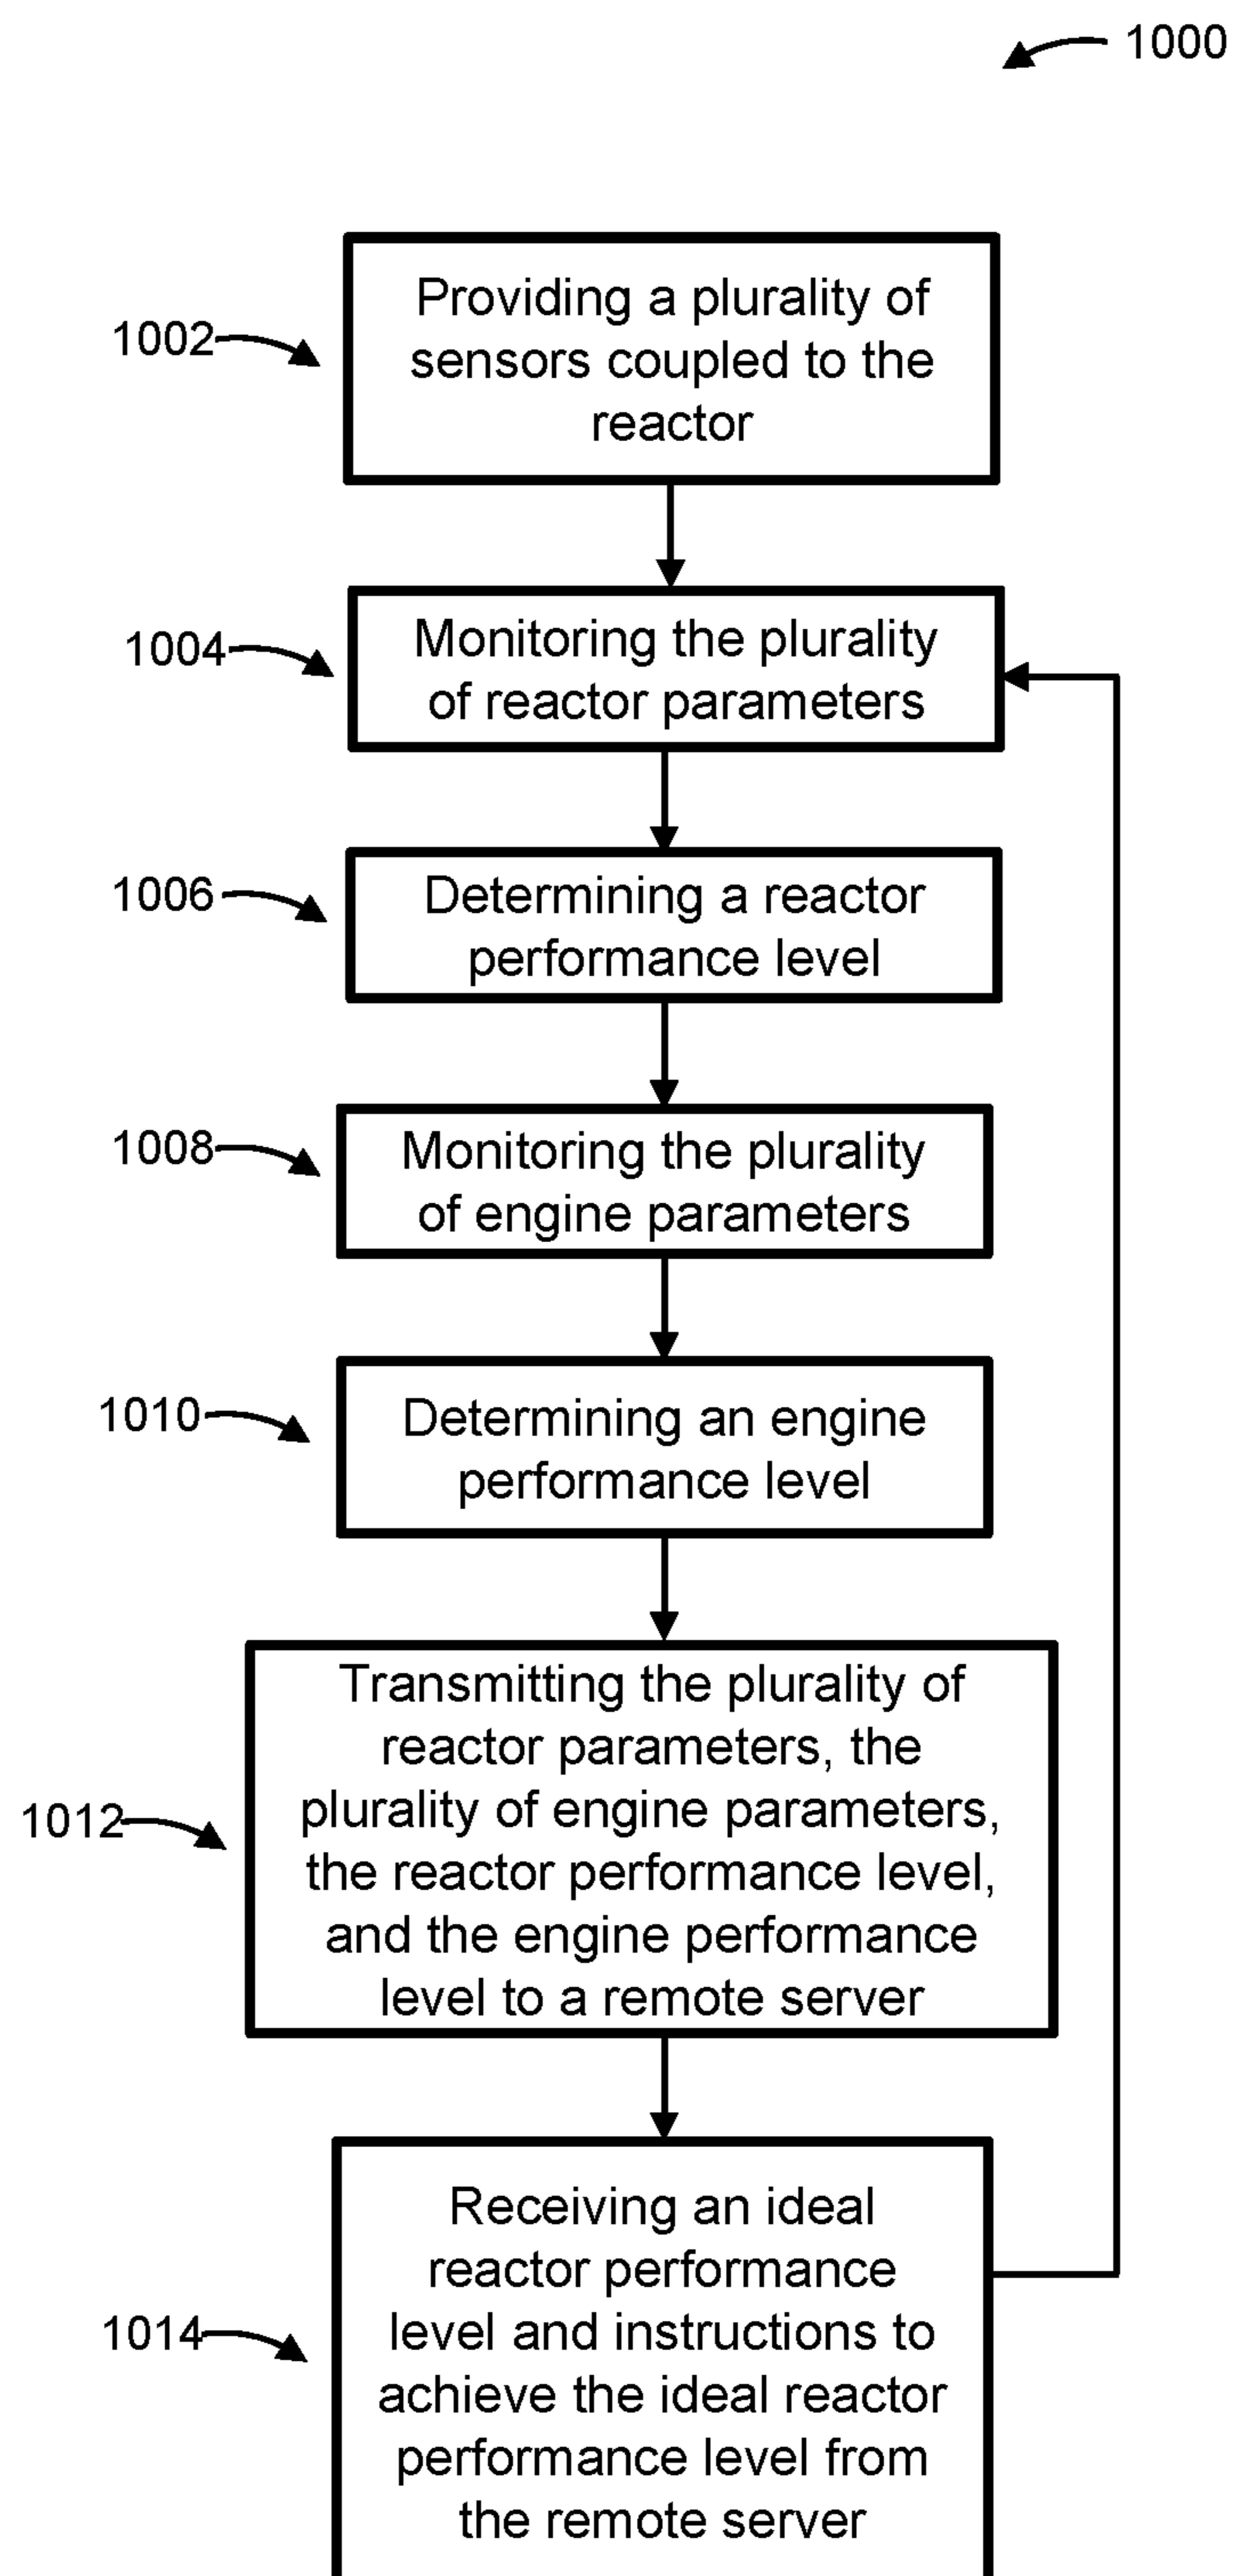 1000
1002
Providing a plurality of
sensors coupled to the
reactor
1004
Monitoring the plurality
of reactor parameters
1006
Determining a reactor
performance level
1008
Monitoring the plurality
of engine parameters
1010
Determining an engine
performance level
1012
Transmitting the plurality of
reactor parameters, the
plurality of engine parameters,
the reactor performance level,
and the engine performance
level to a remote server
1014
Receiving an ideal
reactor performance
level and instructions to
achieve the ideal reactor
performance level from
the remote server